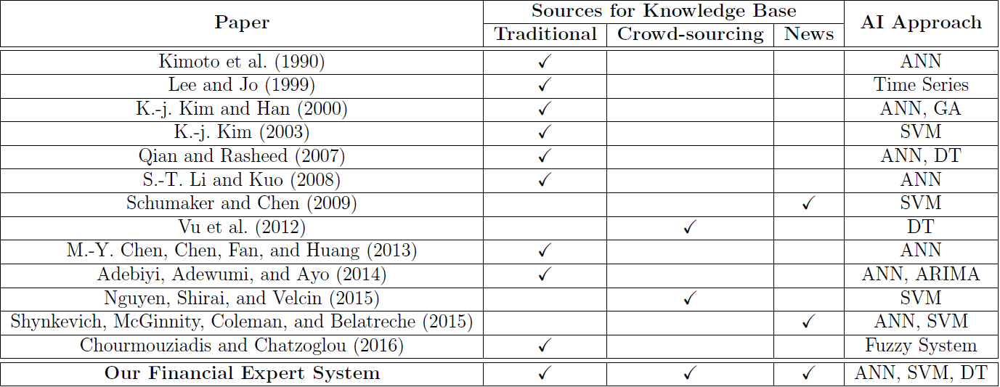 Paper Sources for Knowledge Base AI Approach
Traditional Crowd-sourcing News
Kimoto et al. (1990) ✓ ANN
Lee and Jo (1999) ✓ Time Series
K.-j. Kim and Han (2000) ✓ ANN, GA
K.-j. Kim (2003) ✓ SVM
Qian and Rasheed (2007) ✓ ANN, DT
S.-T. Li and Kuo (2008) ✓ ANN
Schumaker and Chen (2009) ✓ SVM
Vu et al. (2012) ✓ DT
M.-Y. Chen, Chen, Fan, and Huang (2013) ✓ ANN
Adebiyi, Adewumi, and Ayo (2014) ✓ ANN, ARIMA
Nguyen, Shirai, and Velcin (2015) ✓ SVM
Shynkevich, McGinnity, Coleman, and Belatreche (2015) ✓ ANN, SVM
Chourmouziadis and Chatzoglou (2016) ✓ Fuzzy System
Our Financial Expert System ✓ ✓ ✓ ANN, SVM, DT